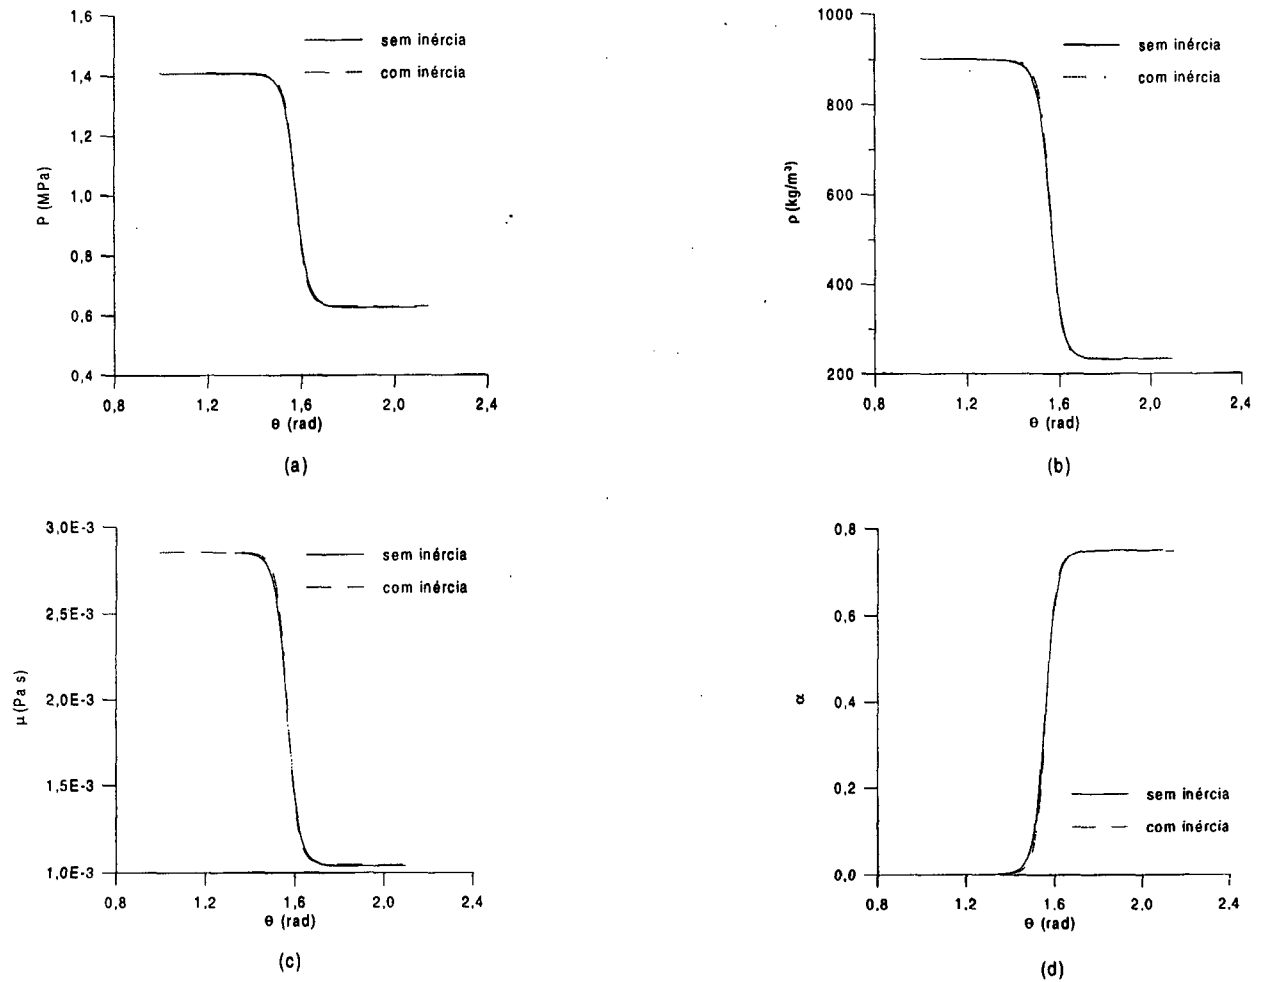 1,6
1,4
1,2
1,0
0,8
0,6
0,4
P (MPa)
sem inércia
com inércia
0,8 1,2 1,6 2,0 2,4
θ (rad)
(a)
1000
800
600
400
200
ρ (kg/m³)
sem inércia
com inércia
0,8 1,2 1,6 2,0 2,4
θ (rad)
(b)
3,0E-3
2,5E-3
2,0E-3
1,5E-3
1,0E-3
μ (Pa s)
sem inércia
com inércia
0,8 1,2 1,6 2,0 2,4
θ (rad)
(c)
0,8
0,6
0,4
0,2
0,0
α
sem inércia
com inércia
0,8 1,2 1,6 2,0 2,4
θ (rad)
(d)